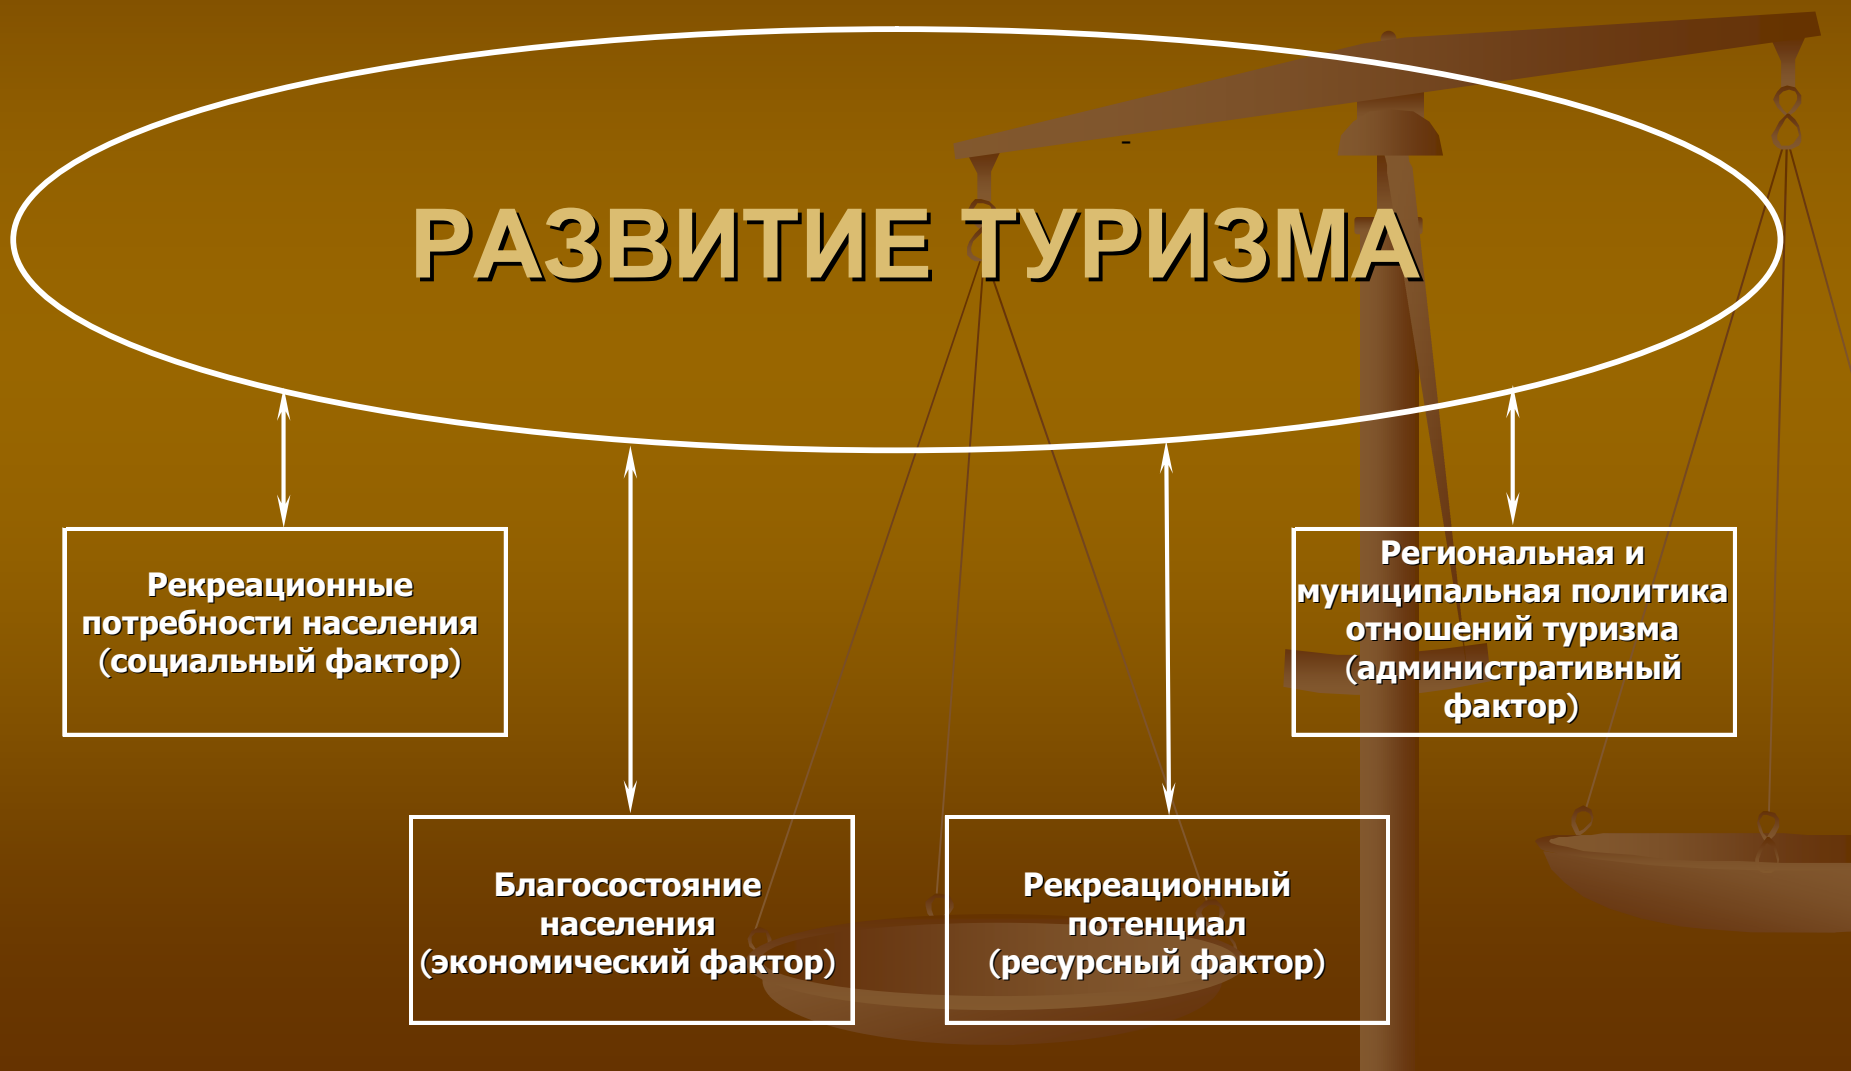 -
РАЗВИТИЕ ТУРИЗМА
Рекреационные
потребности населения
(социальный фактор)
Региональная и
муниципальная политика
отношений туризма
(административный
фактор)
Благосостояние
населения
(экономический фактор)
Рекреационный
потенциал
(ресурсный фактор)